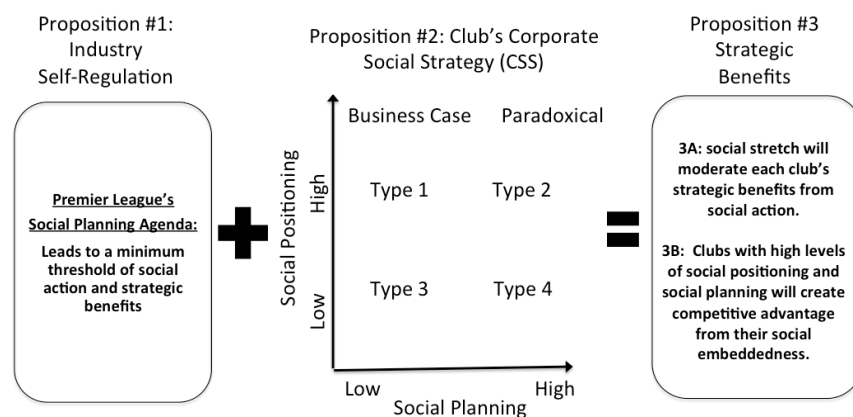 Proposition #1:
Industry
Self-Regulation
Premier League's
Social Planning Agenda:
Leads to a minimum
threshold of social
action and strategic
benefits
Proposition #2: Club's Corporate
Social Strategy (CSS)
Business Case
Paradoxical
Social Positioning
High
Low
Type 1
Type 2
Type 3
Type 4
Low
High
Social Planning
Proposition #3
Strategic
Benefits
3A: social stretch will
moderate each club's
strategic benefits from
social action.
3B: Clubs with high levels
of social positioning and
social planning will create
competitive advantage
from their social
embeddedness.